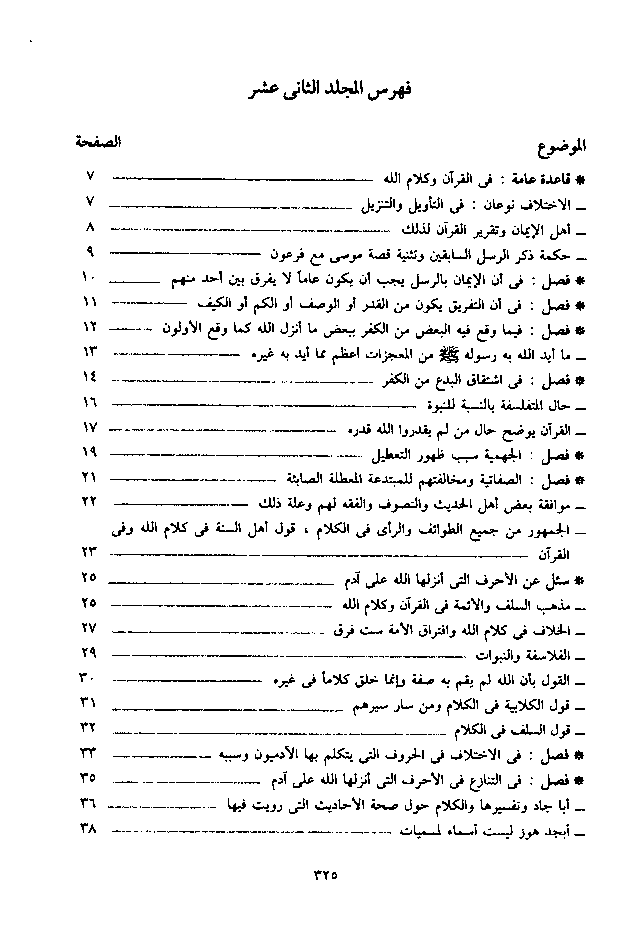 فهرس المجلد الثانى عشر
الموضوع الصفحة
* قاعدة عامة : فى القرآن وكلام الله ٧
ـ الاختلاف نوعان : فى التأويل والتنزيل ٧
ـ أهل الإيمان وتقرير القرآن لذلك ٨
ـ حكمة ذكر الرسل السابقين وتثنية قصة موسى مع فرعون ٩
* فصل : فى أن الإيمان بالرسل يجب أن يكون عاماً لا يفرق بين أحد منهم ١٠
* فصل : فى أن التفريق يكون من القدر أو الوصف أو الكم أو الكيف ١١
* فصل : فيما وقع فيه البعض من الكفر ببعض ما أنزل الله كما وقع الأولون ١٢
ـ ما أيد الله به رسوله ﷺ من المعجزات أعظم مما أيد به غيره ١٣
* فصل : فى اشتقاق البدع من الكفر ١٤
ـ حال المتفلسفة بالنسبة للنبوة ١٦
ـ القرآن يوضح حال من لم يقدروا الله قدره ١٧
* فصل : الجهمية سبب ظهور التعطيل ١٩
* فصل : الصفاتية ومخالفتهم للمبتدعة المعطلة الصابئة ٢١
ـ موافقة بعض أهل الحديث والتصوف والفقه لهم وعلة ذلك ٢٢
ـ الجمهور من جميع الطوائف والرأى فى الكلام ، قول أهل السنة فى كلام الله وفى
القرآن ٢٣
* سئل عن الأحرف التى أنزلها الله على آدم ٢٥
ـ مذهب السلف والأئمة فى القرآن وكلام الله ٢٥
ـ الخلاف فى كلام الله وافتراق الأمة ست فرق ٢٧
ـ الفلاسفة والنبوات ٢٩
ـ القول بأن الله لم يقم به صفة وإنما خلق كلاماً فى غيره ٣٠
ـ قول الكلابية فى الكلام ومن سار سيرهم ٣١
ـ قول السلف فى الكلام ٣٢
* فصل : فى الاختلاف فى الحروف التى يتكلم بها الآدميون وسببه ٣٣
* فصل : فى التنازع فى الأحرف التى أنزلها الله على آدم ٣٥
ـ أبا جاد وتفسيرها والكلام حول صحة الأحاديث التى رويت فيها ٣٦
ـ أبجد هوز ليست أسماء لمسميات ٣٨
٣٢٥